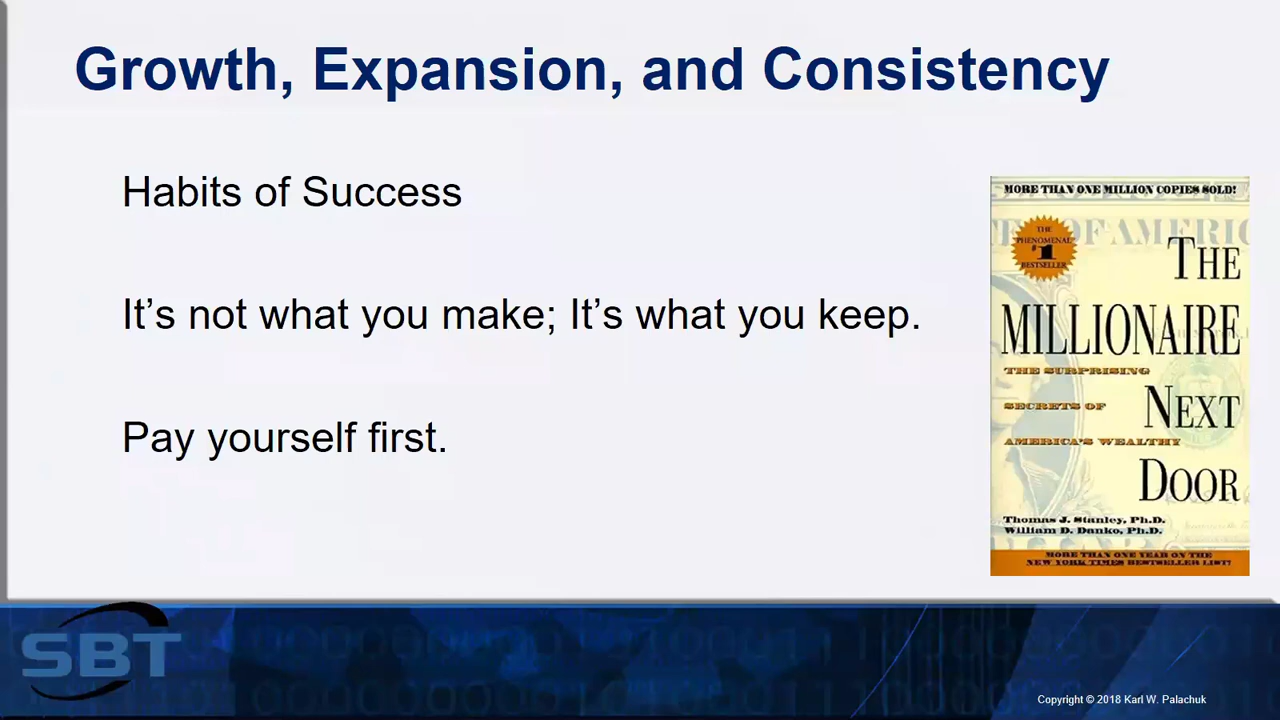 Growth, Expansion, and Consistency
Habits of Success
It’s not what you make; It’s what you keep.
Pay yourself first.
MORE THAN ONE MILLION COPIES SOLD!
THE
PHENOMENAL
#1
BESTSELLER
THE
MILLIONAIRE
THE SURPRISING
NEXT
SECRETS OF
AMERICA'S WEALTHY
DOOR
Thomas J. Stanley, Ph.D.
William D. Danko, Ph.D.
MORE THAN ONE YEAR ON THE
NEW YORK TIMES BESTSELLER LIST!
SBT
Copyright © 2018 Karl W. Palachuk